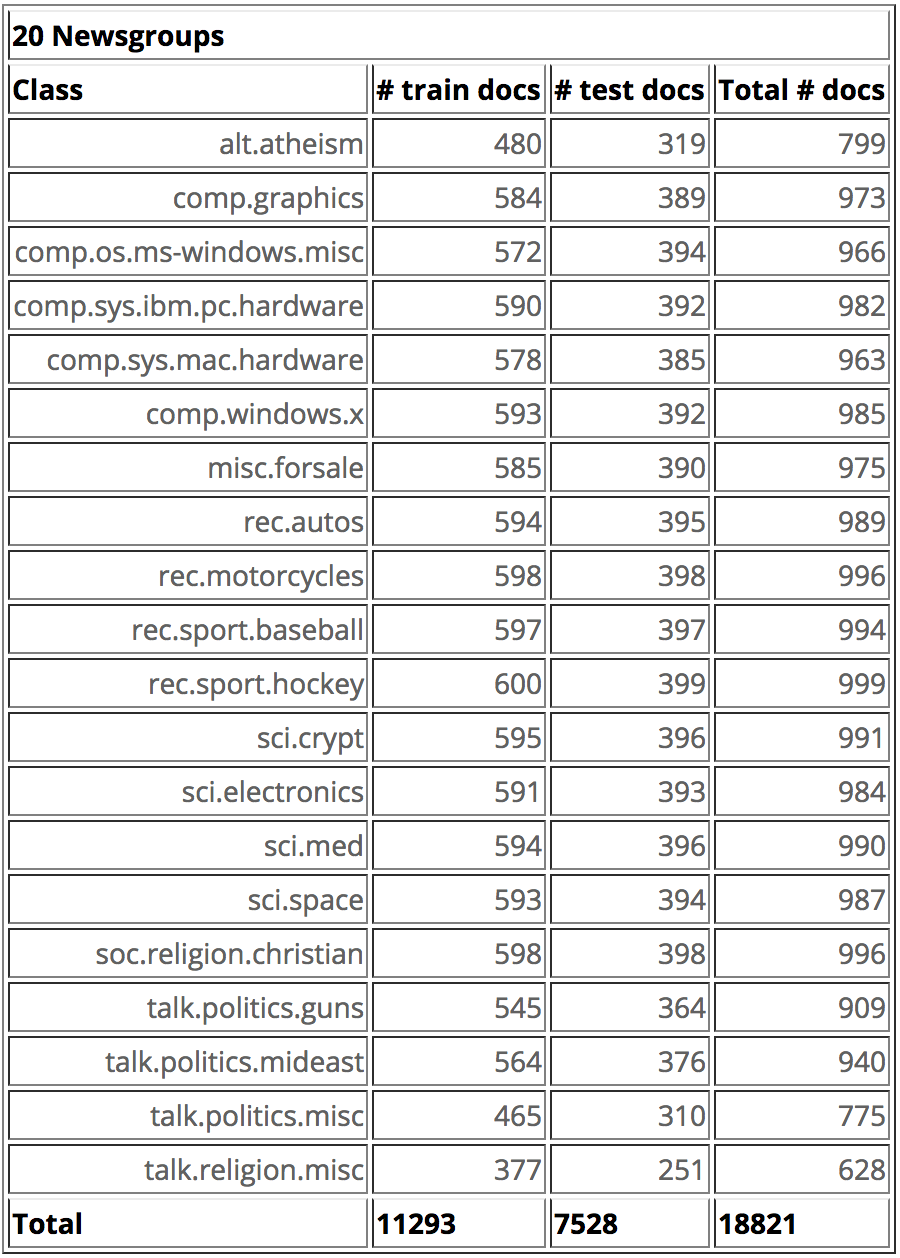 20 Newsgroups
Class # train docs # test docs Total # docs
alt.atheism 480 319 799
comp.graphics 584 389 973
comp.os.ms-windows.misc 572 394 966
comp.sys.ibm.pc.hardware 590 392 982
comp.sys.mac.hardware 578 385 963
comp.windows.x 593 392 985
misc.forsale 585 390 975
rec.autos 594 395 989
rec.motorcycles 598 398 996
rec.sport.baseball 597 397 994
rec.sport.hockey 600 399 999
sci.crypt 595 396 991
sci.electronics 591 393 984
sci.med 594 396 990
sci.space 593 394 987
soc.religion.christian 598 398 996
talk.politics.guns 545 364 909
talk.politics.mideast 564 376 940
talk.politics.misc 465 310 775
talk.religion.misc 377 251 628
Total 11293 7528 18821